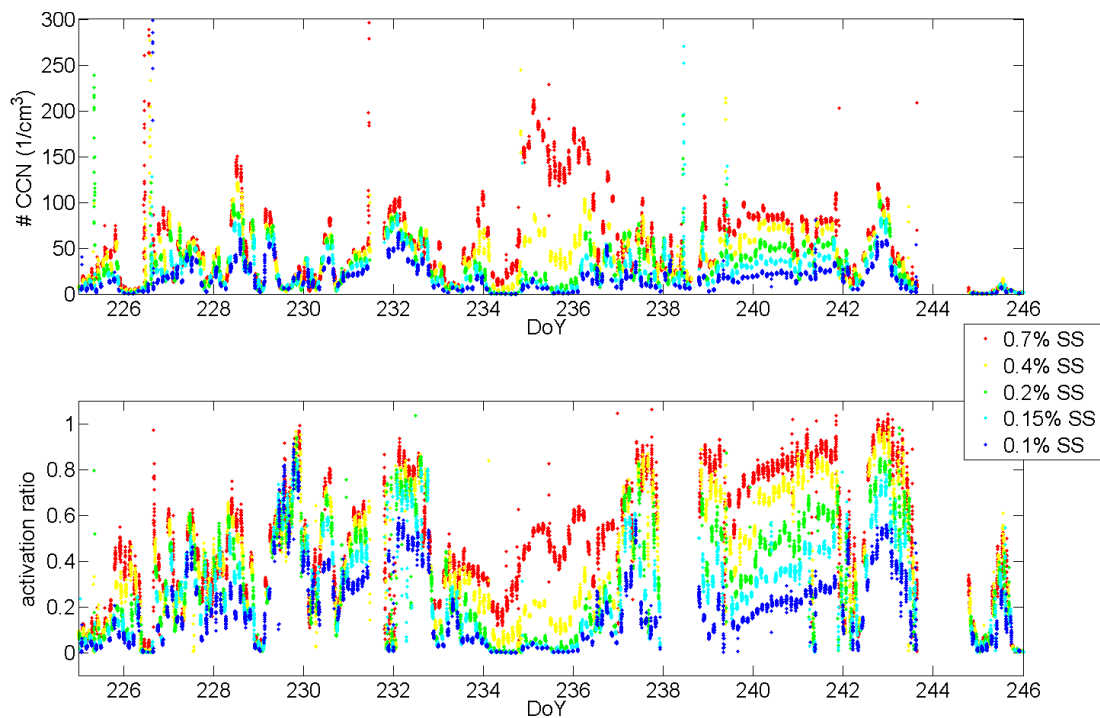 300
250
200
150
100
50
0
# CCN (1/cm³)
226 228 230 232 234 236 238 240 242 244 246
DoY
0.7% SS
0.4% SS
0.2% SS
0.15% SS
0.1% SS
1
0.8
0.6
0.4
0.2
0
activation ratio
226 228 230 232 234 236 238 240 242 244 246
DoY